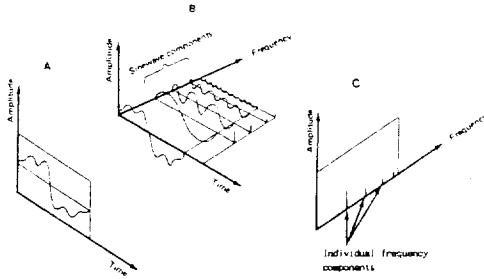 A
Amplitude
Time
B
Amplitude
Sinewave components
Frequency
Time
C
Amplitude
Frequency
Individual frequency
components